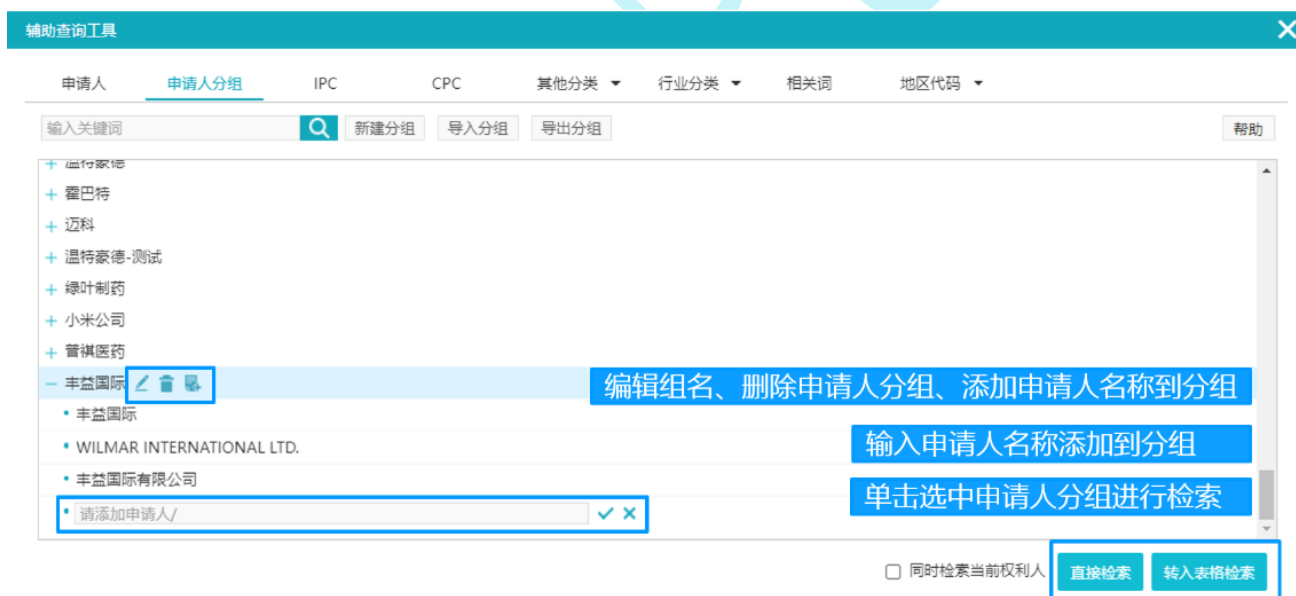 辅助查询工具
申请人 申请人分组 IPC CPC 其他分类 行业分类 相关词 地区代码
输入关键词 新建分组 导入分组 导出分组 帮助
温特豪德
霍巴特
迈科
温特豪德-测试
绿叶制药
小米公司
普祺医药
丰益国际 编辑组名、删除申请人分组、添加申请人名称到分组
丰益国际
WILMAR INTERNATIONAL LTD. 输入申请人名称添加到分组
丰益国际有限公司 单击选中申请人分组进行检索
请添加申请人/
同时检索当前权利人 直接检索 转入表格检索